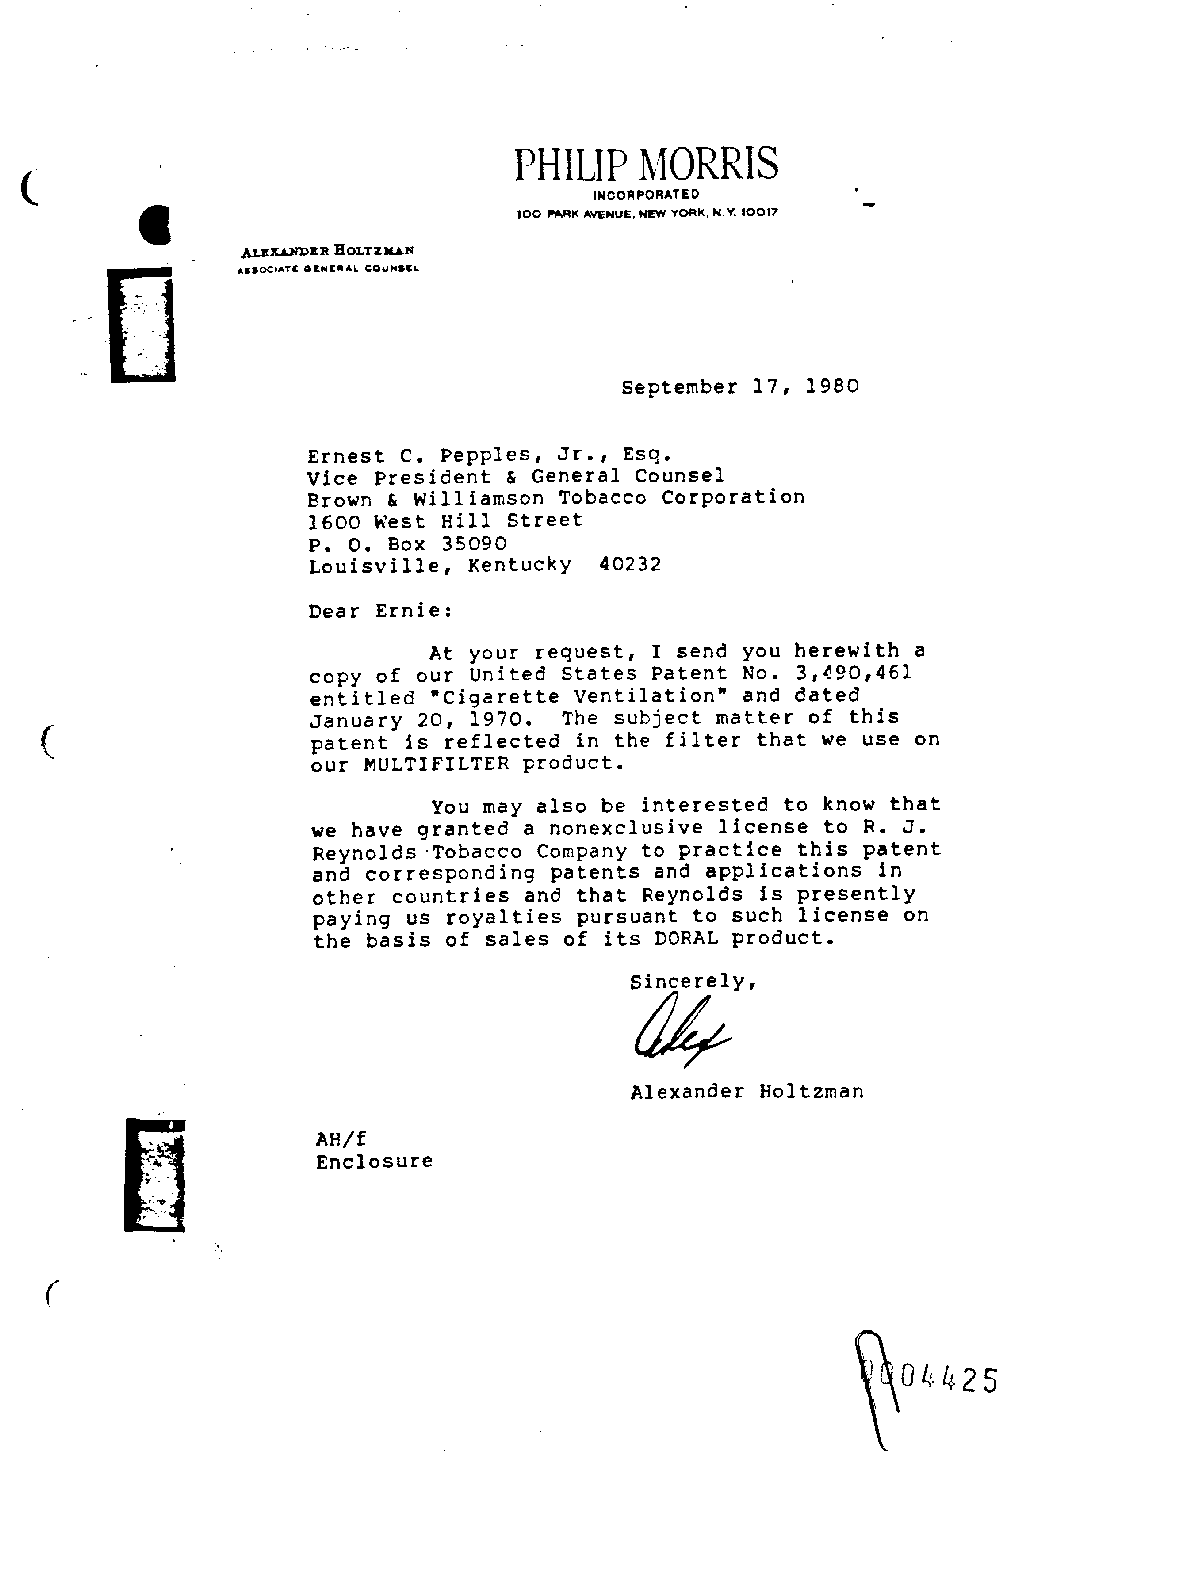 PHILIP MORRIS
INCORPORATED
100 PARK AVENUE, NEW YORK, N.Y. 10017
ALEXANDER HOLTZMAN
ASSOCIATE GENERAL COUNSEL
September 17, 1980
Ernest C. Pepples, Jr., Esq.
Vice President & General Counsel
Brown & Williamson Tobacco Corporation
1600 West Hill Street
P. O. Box 35090
Louisville, Kentucky 40232
Dear Ernie:
At your request, I send you herewith a
copy of our United States Patent No. 3,490,461
entitled "Cigarette Ventilation" and dated
January 20, 1970. The subject matter of this
patent is reflected in the filter that we use on
our MULTIFILTER product.
You may also be interested to know that
we have granted a nonexclusive license to R. J.
Reynolds Tobacco Company to practice this patent
and corresponding patents and applications in
other countries and that Reynolds is presently
paying us royalties pursuant to such license on
the basis of sales of its DORAL product.
Sincerely,
Alex
Alexander Holtzman
AH/f
Enclosure
0004425